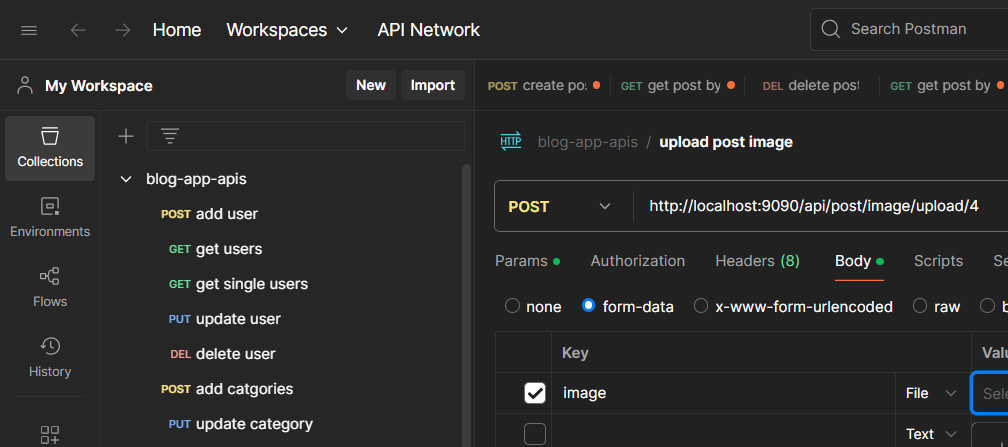 Home Workspaces API Network Search Postman
My Workspace New Import
POST create po GET get post by DEL delete post GET get post by
Collections
Environments
Flows
History
blog-app-apis
POST add user
GET get users
GET get single users
PUT update user
DEL delete user
POST add catgories
PUT update category
HTTP blog-app-apis / upload post image
POST http://localhost:9090/api/post/image/upload/4
Params Authorization Headers (8) Body Scripts Se
none form-data x-www-form-urlencoded raw b
Key Valu
image File Sele
Text